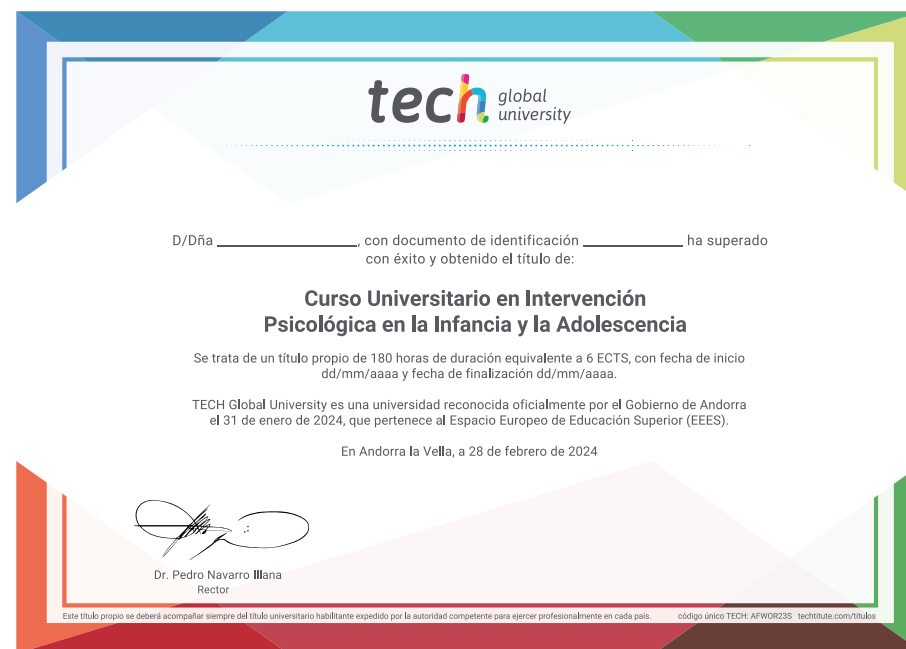 tech global university
D/Dña ____________________, con documento de identificación ______________ ha superado
con éxito y obtenido el título de:
Curso Universitario en Intervención
Psicológica en la Infancia y la Adolescencia
Se trata de un título propio de 180 horas de duración equivalente a 6 ECTS, con fecha de inicio
dd/mm/aaaa y fecha de finalización dd/mm/aaaa.
TECH Global University es una universidad reconocida oficialmente por el Gobierno de Andorra
el 31 de enero de 2024, que pertenece al Espacio Europeo de Educación Superior (EEES).
En Andorra la Vella, a 28 de febrero de 2024
Dr. Pedro Navarro Illana
Rector
Este título propio se deberá acompañar siempre del título universitario habilitante expedido por la autoridad competente para ejercer profesionalmente en cada país. código único TECH: AFWOR23S techtitute.com/titulos